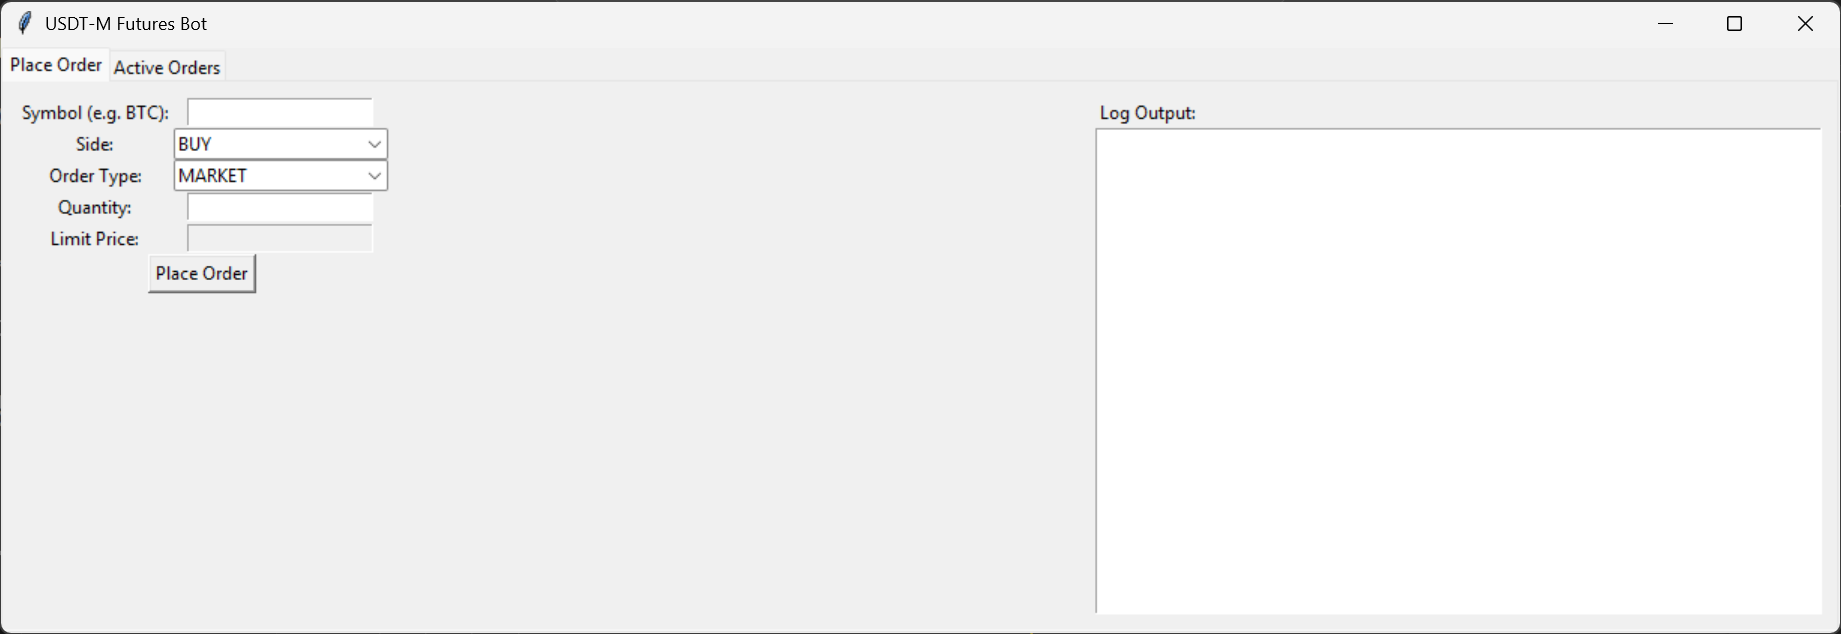 USDT-M Futures Bot
Place Order
Active Orders
Symbol (e.g. BTC):
Side:
BUY
Order Type:
MARKET
Quantity:
Limit Price:
Place Order
Log Output: